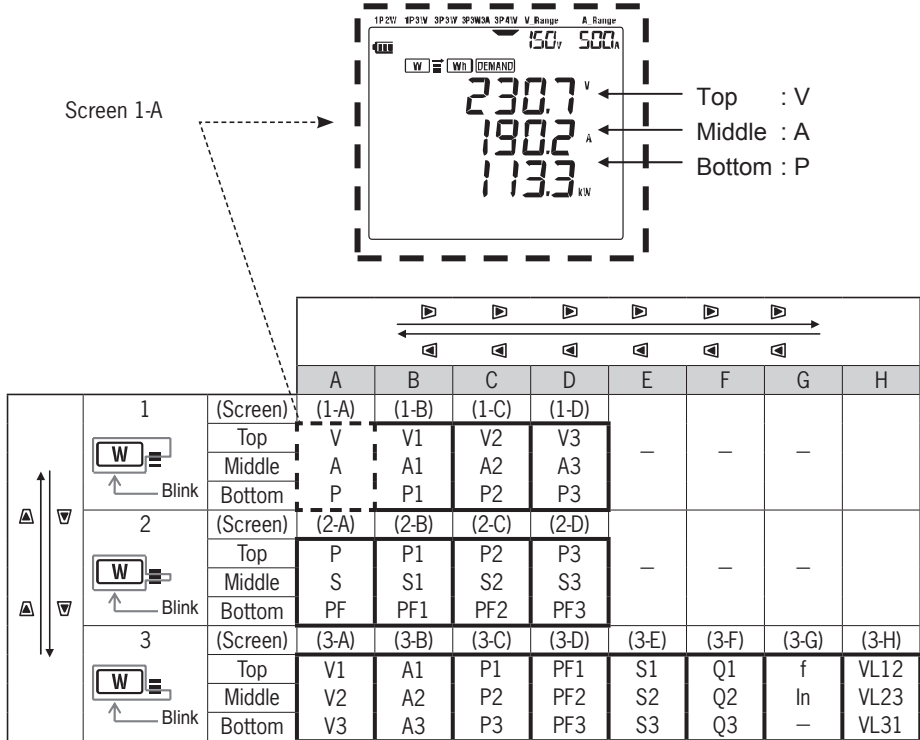 1P2W 1P3W 3P3W 3P3W3A 3P4W V_Range A_Range
150V 500A
W Wh DEMAND
230.7 V
190.2 A
113.3 kW
Screen 1-A
Top : V
Middle : A
Bottom : P
A B C D E F G H
1 (Screen) (1-A) (1-B) (1-C) (1-D)
Top V V1 V2 V3
W Middle A A1 A2 A3 – – –
Blink Bottom P P1 P2 P3
2 (Screen) (2-A) (2-B) (2-C) (2-D)
Top P P1 P2 P3
W Middle S S1 S2 S3 – – –
Blink Bottom PF PF1 PF2 PF3
3 (Screen) (3-A) (3-B) (3-C) (3-D) (3-E) (3-F) (3-G) (3-H)
Top V1 A1 P1 PF1 S1 Q1 f VL12
W Middle V2 A2 P2 PF2 S2 Q2 In VL23
Blink Bottom V3 A3 P3 PF3 S3 Q3 – VL31